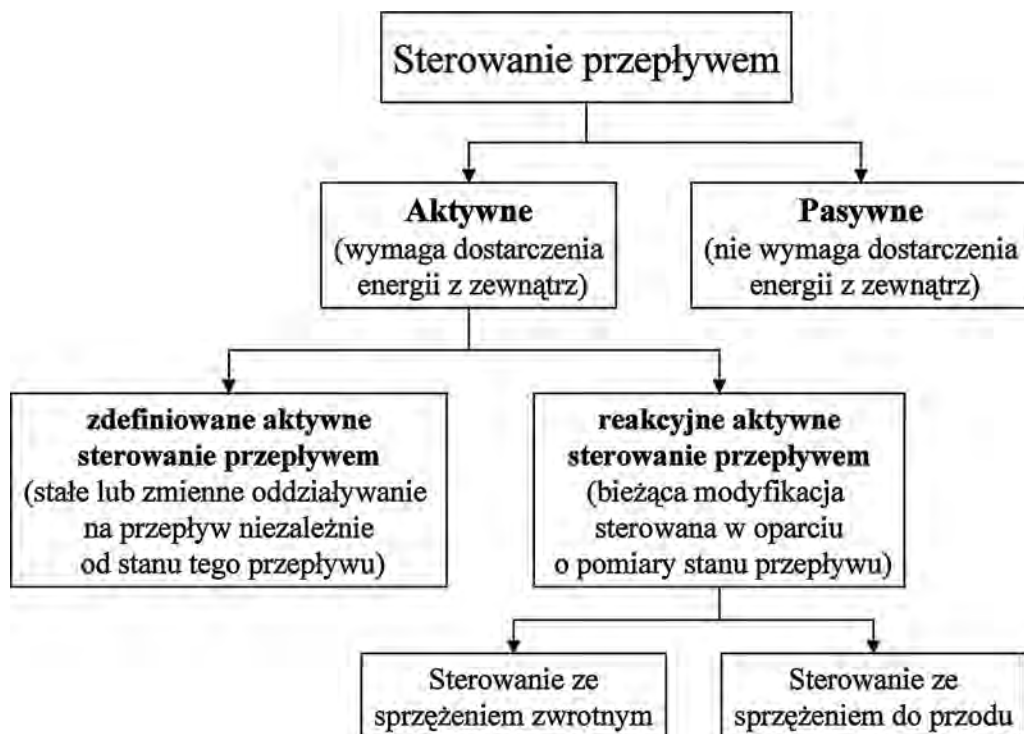 Sterowanie przepływem
Aktywne
(wymaga dostarczenia
energii z zewnątrz)
Pasywne
(nie wymaga dostarczenia
energii z zewnątrz)
zdefiniowane aktywne
sterowanie przepływem
(stałe lub zmienne oddziaływanie
na przepływ niezależnie
od stanu tego przepływu)
reakcyjne aktywne
sterowanie przepływem
(bieżąca modyfikacja
sterowana w oparciu
o pomiary stanu przepływu)
Sterowanie ze
sprzężeniem zwrotnym
Sterowanie ze
sprzężeniem do przodu